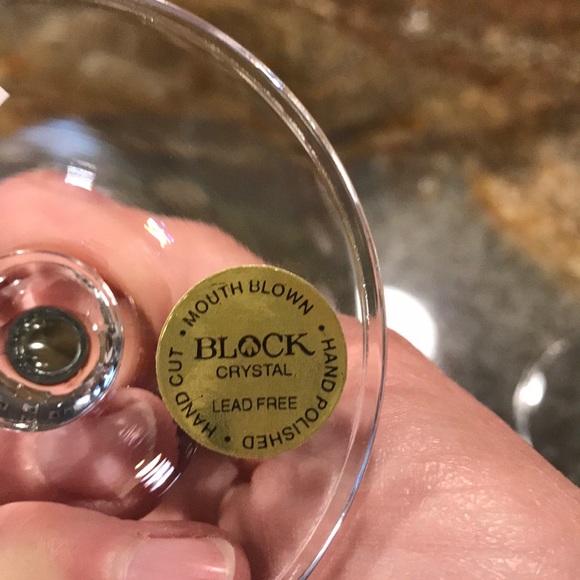 • MOUTH BLOWN • HAND POLISHED • HAND CUT
BLOCK
CRYSTAL
LEAD FREE